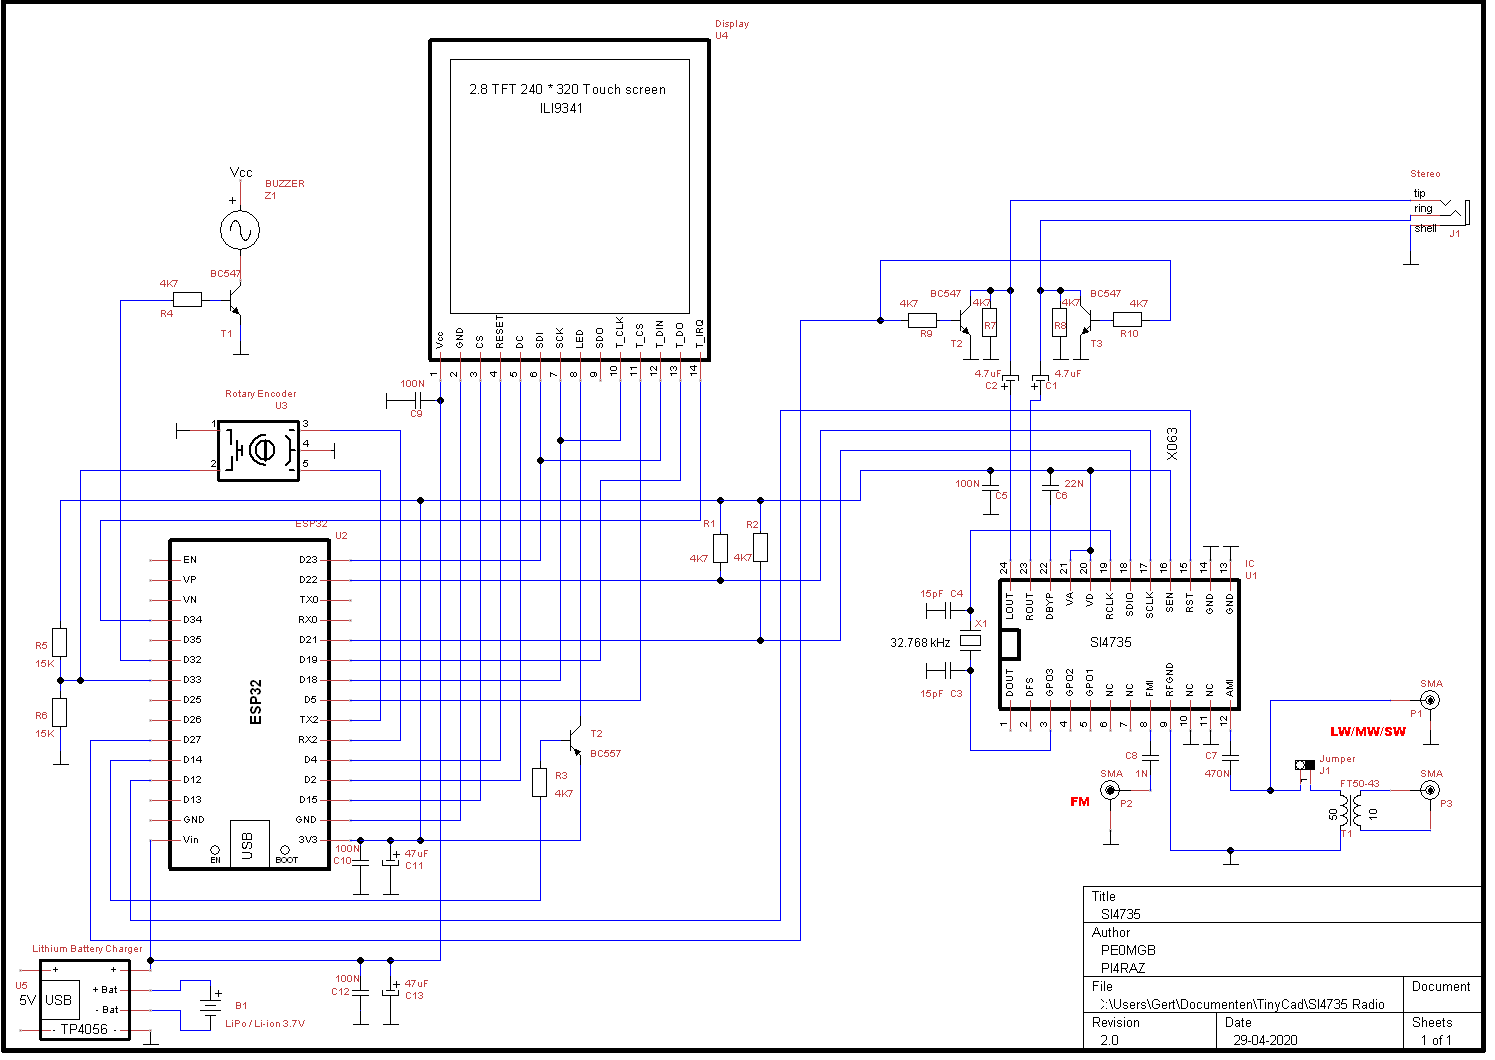 Display
U4
2.8 TFT 240 * 320 Touch screen
ILI9341
Vcc
GND
CS
RESET
DC
SDI
SCK
LED
SDO
T_CLK
T_CS
T_DIN
T_DO
T_IRQ
1
2
3
4
5
6
7
8
9
10
11
12
13
14
100N
C9
Vcc
+
BUZZER
Z1
BC547
4K7
R4
T1
Rotary Encoder
U3
1
2
3
4
5
Stereo
tip
ring
shell
J1
4K7
R9
BC547
T2
4K7
R7
4K7
R8
BC547
T3
4K7
R10
4.7uF
C2
+
4.7uF
C1
+
X063
100N
C5
22N
C6
R1
4K7
R2
4K7
ESP32
U2
EN
VP
VN
D34
D35
D32
D33
D25
D26
D27
D14
D12
D13
GND
Vin
D23
D22
TX0
RX0
D21
D19
D18
D5
TX2
RX2
D4
D2
D15
GND
3V3
ESP32
USB
EN
BOOT
R5
15K
R6
15K
T2
BC557
R3
4K7
100N
C10
+
47uF
C11
100N
C12
+
47uF
C13
IC
U1
24
23
22
21
20
19
18
17
16
15
14
13
LOUT
ROUT
DBYP
VA
VD
RCLK
SDIO
SCLK
SEN
RST
GND
GND
SI4735
DOUT
DFS
GPO3
GPO2
GPO1
NC
NC
FMI
RFGND
NC
NC
AMI
1
2
3
4
5
6
7
8
9
10
11
12
15pF
C4
X1
32.768 kHz
15pF
C3
C8
1N
C7
470N
SMA
P2
FM
SMA
P1
LW/MW/SW
Jumper
J1
FT50-43
50
10
T1
SMA
P3
Lithium Battery Charger
U5
5V
USB
+
+
+ Bat
- Bat
- TP4056 -
+
B1
LiPo / Li-ion 3.7V
Title
SI4735
Author
PE0MGB
PI4RAZ
File
:\Users\Gert\Documenten\TinyCad\SI4735 Radio
Document
Revision
2.0
Date
29-04-2020
Sheets
1 of 1